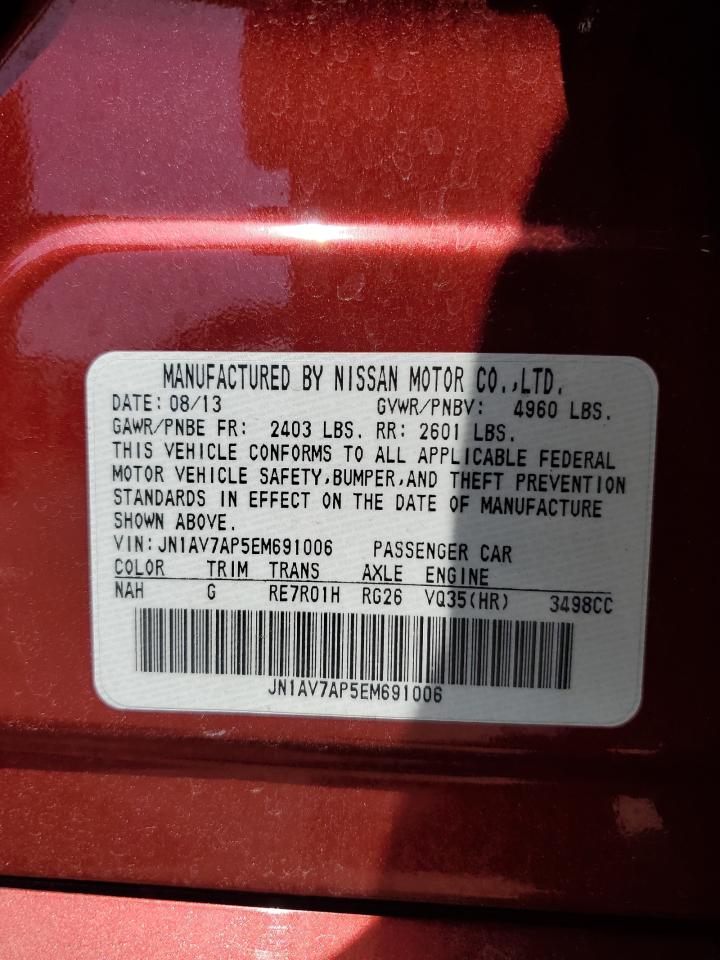 MANUFACTURED BY NISSAN MOTOR CO.,LTD.
DATE: 08/13 GVWR/PNBV: 4960 LBS.
GAWR/PNBE FR: 2403 LBS. RR: 2601 LBS.
THIS VEHICLE CONFORMS TO ALL APPLICABLE FEDERAL
MOTOR VEHICLE SAFETY,BUMPER,AND THEFT PREVENTION
STANDARDS IN EFFECT ON THE DATE OF MANUFACTURE
SHOWN ABOVE.
VIN: JN1AV7AP5EM691006 PASSENGER CAR
COLOR TRIM TRANS AXLE ENGINE
NAH G RE7R01H RG26 VQ35(HR) 3498CC
JN1AV7AP5EM691006